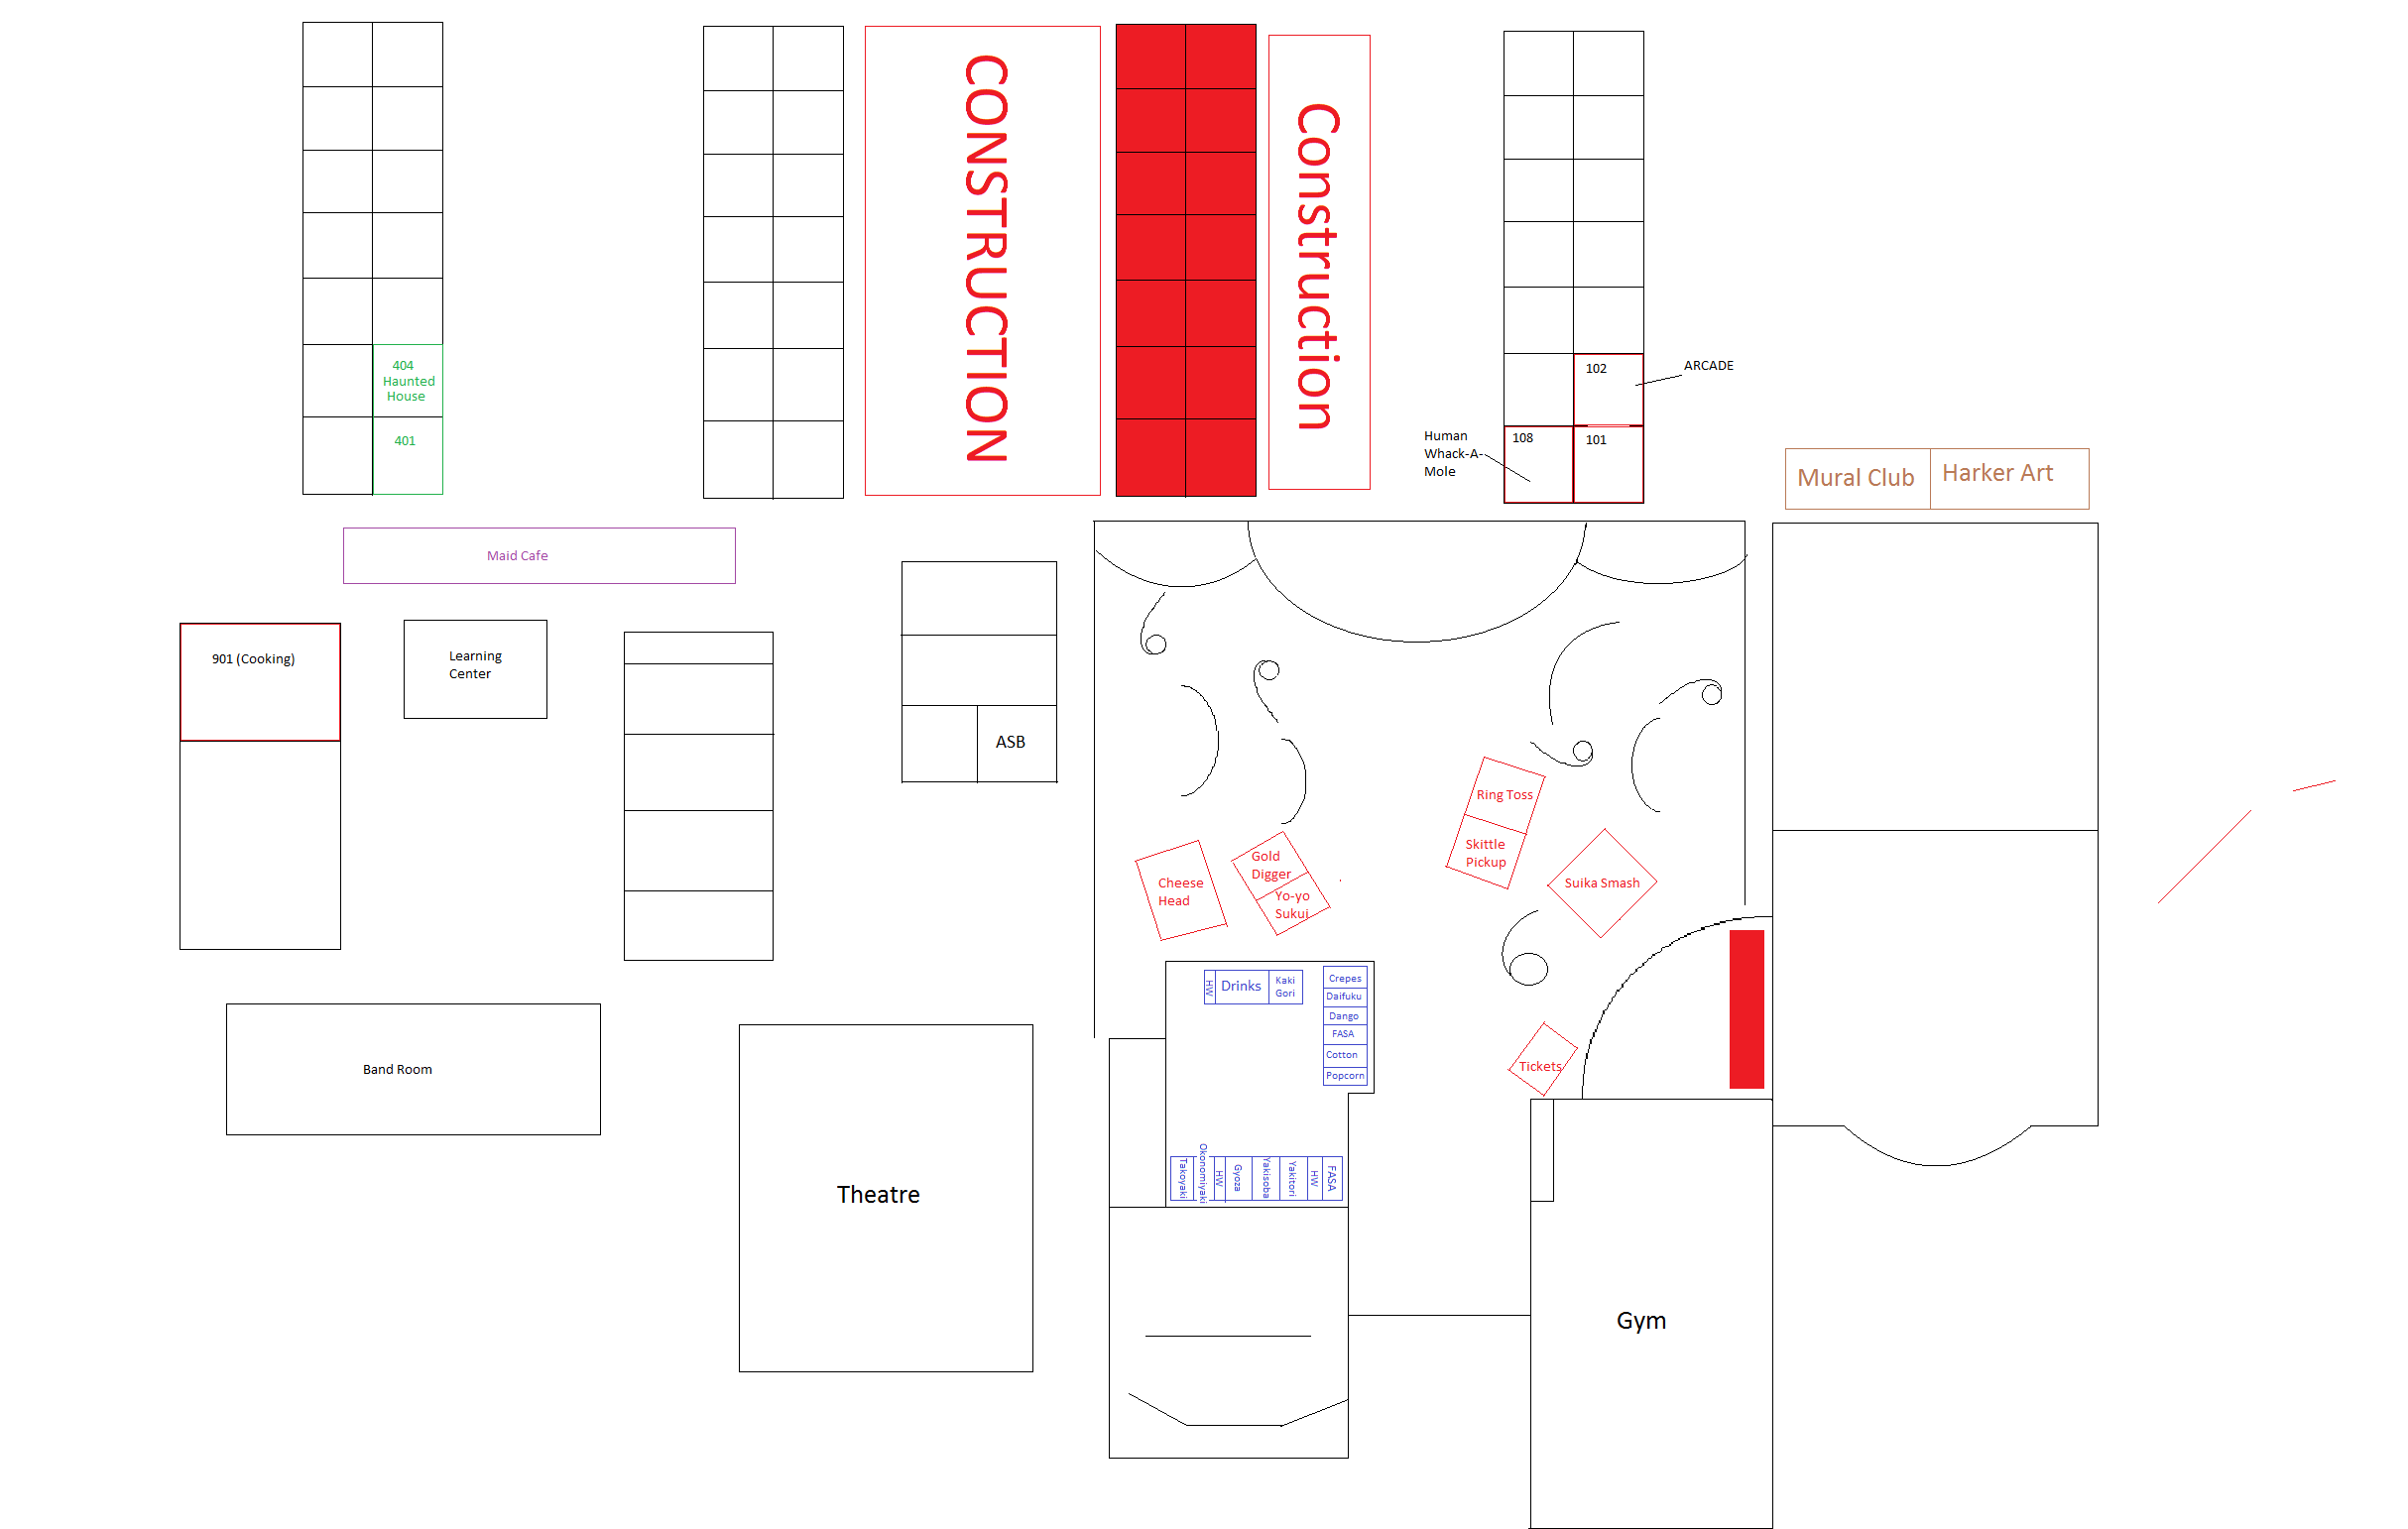 CONSTRUCTION
Construction
404
Haunted
House
401
102
ARCADE
108
101
Human
Whack-A-
Mole
Mural Club
Harker Art
Maid Cafe
901 (Cooking)
Learning
Center
ASB
Ring Toss
Skittle
Pickup
Gold
Digger
Yo-yo
Sukui
Cheese
Head
Suika Smash
HW
Drinks
Kaki
Gori
Crepes
Daifuku
Dango
FASA
Cotton
Popcorn
Tickets
Band Room
Takoyaki
Okonomiyaki
HW
Gyoza
Yakisoba
Yakitori
HW
FASA
Theatre
Gym